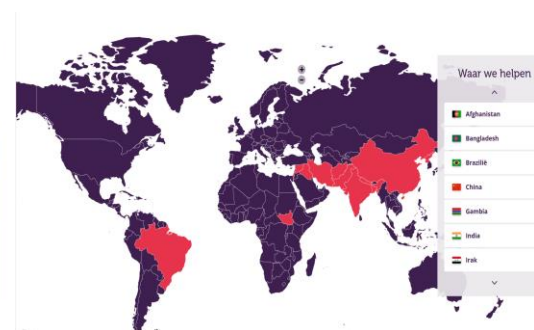 Waar we helpen
Afghanistan
Bangladesh
Brazilië
China
Gambia
India
Irak